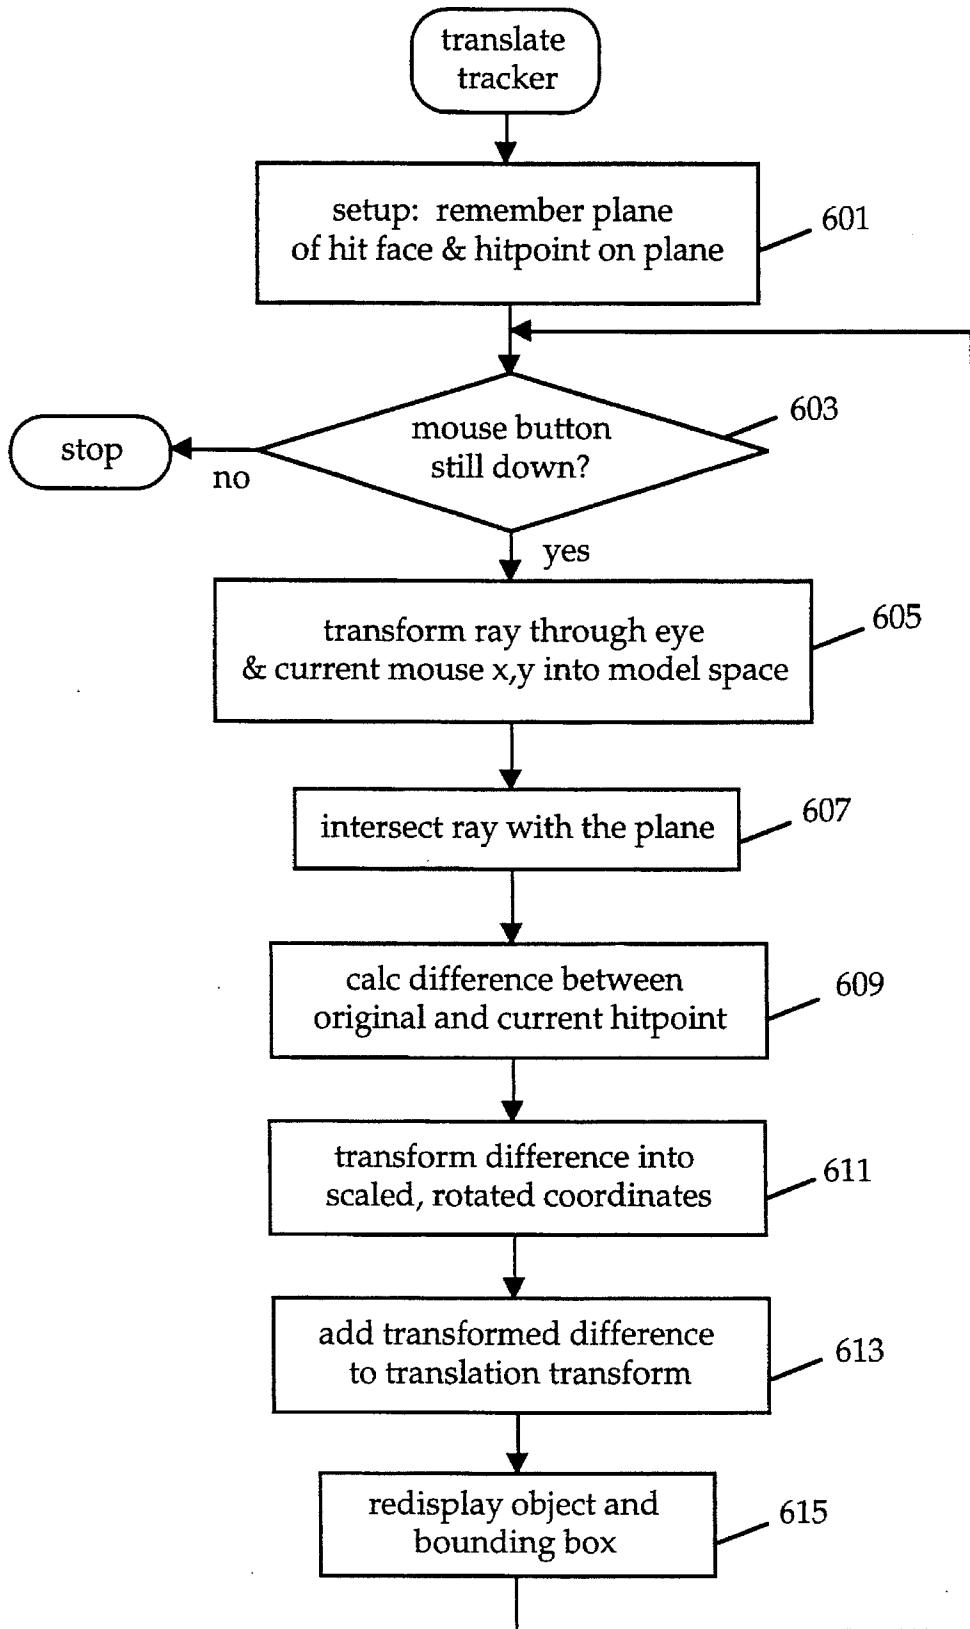 translate
tracker
setup: remember plane
of hit face & hitpoint on plane
601
mouse button
still down?
603
stop
no
yes
transform ray through eye
& current mouse x,y into model space
605
intersect ray with the plane
607
calc difference between
original and current hitpoint
609
transform difference into
scaled, rotated coordinates
611
add transformed difference
to translation transform
613
redisplay object and
bounding box
615